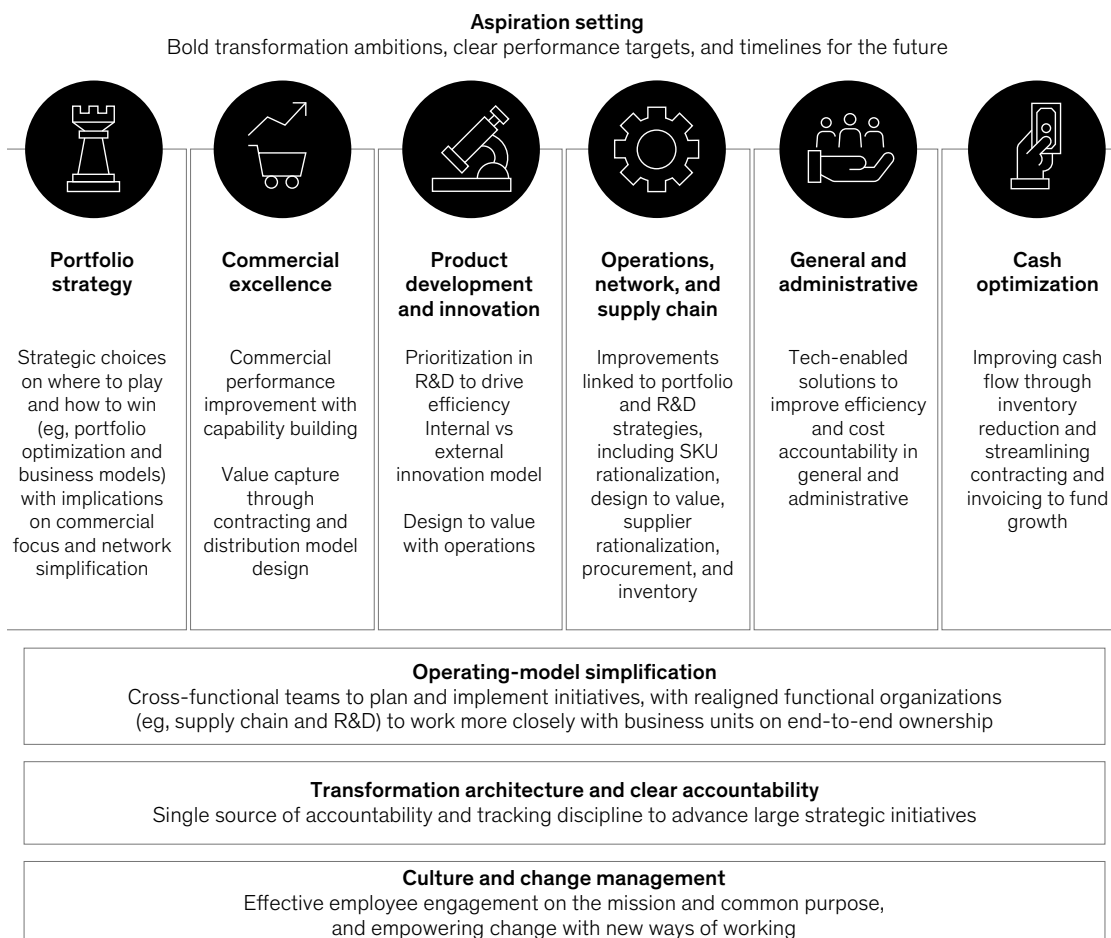 Aspiration setting
Bold transformation ambitions, clear performance targets, and timelines for the future
Portfolio
strategy
Strategic choices
on where to play
and how to win
(eg, portfolio
optimization and
business models)
with implications
on commercial
focus and network
simplification
Commercial
excellence
Commercial
performance
improvement with
capability building
Value capture
through
contracting and
distribution model
design
Product
development
and innovation
Prioritization in
R&D to drive
efficiency
Internal vs
external
innovation model
Design to value
with operations
Operations,
network, and
supply chain
Improvements
linked to portfolio
and R&D
strategies,
including SKU
rationalization,
design to value,
supplier
rationalization,
procurement, and
inventory
General and
administrative
Tech-enabled
solutions to
improve efficiency
and cost
accountability in
general and
administrative
Cash
optimization
Improving cash
flow through
inventory
reduction and
streamlining
contracting and
invoicing to fund
growth
Operating-model simplification
Cross-functional teams to plan and implement initiatives, with realigned functional organizations
(eg, supply chain and R&D) to work more closely with business units on end-to-end ownership
Transformation architecture and clear accountability
Single source of accountability and tracking discipline to advance large strategic initiatives
Culture and change management
Effective employee engagement on the mission and common purpose,
and empowering change with new ways of working